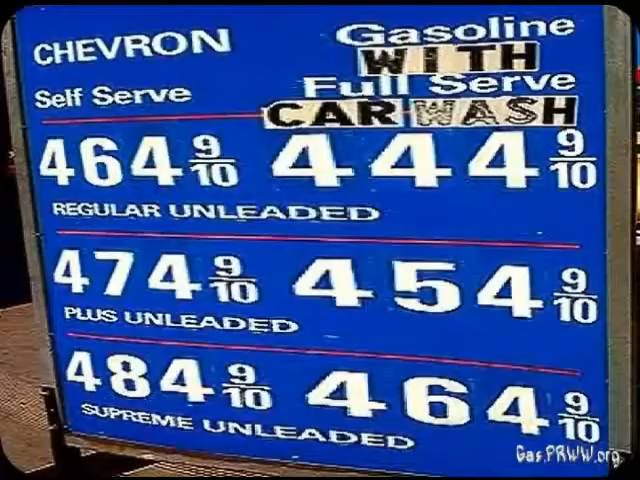 CHEVRON
Self Serve
Gasoline
WITH
Full Serve
CAR WASH
464 9/10 444 9/10
REGULAR UNLEADED
474 9/10 454 9/10
PLUS UNLEADED
484 9/10 464 9/10
SUPREME UNLEADED
Gas.PRWW.org